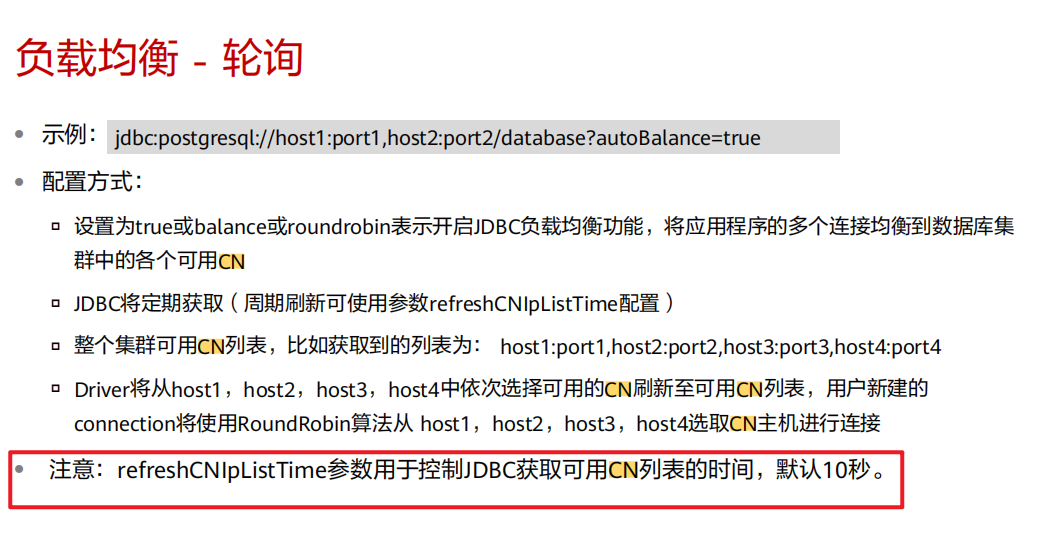 负载均衡 - 轮询
示例： jdbc:postgresql://host1:port1,host2:port2/database?autoBalance=true
配置方式：
设置为true或balance或roundrobin表示开启JDBC负载均衡功能，将应用程序的多个连接均衡到数据库集
群中的各个可用CN
JDBC将定期获取（周期刷新可使用参数refreshCNIpListTime配置）
整个集群可用CN列表，比如获取到的列表为： host1:port1,host2:port2,host3:port3,host4:port4
Driver将从host1，host2，host3，host4中依次选择可用的CN刷新至可用CN列表，用户新建的
connection将使用RoundRobin算法从 host1，host2，host3，host4选取CN主机进行连接
注意：refreshCNIpListTime参数用于控制JDBC获取可用CN列表的时间，默认10秒。